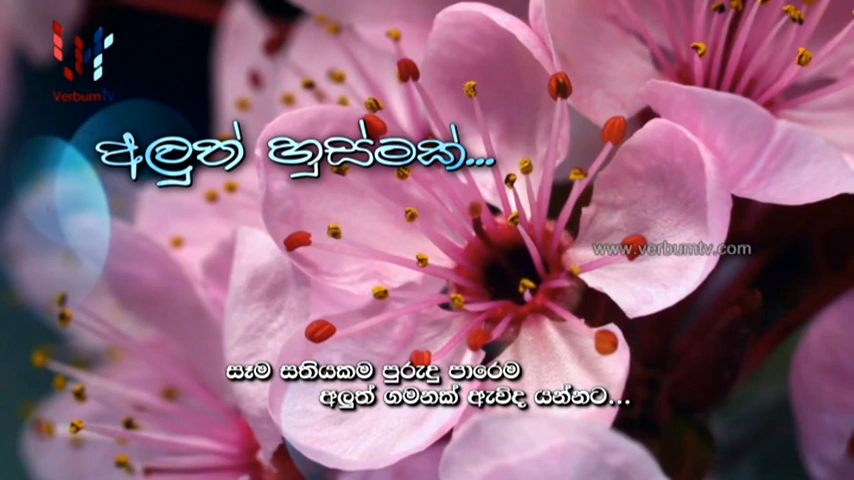 VerbumTv
අලුත් හුස්මක්...
www.verbumtv.com
සෑම සතියකම පුරුදු පාරෙම
අලුත් ගමනක් ඇවිද යන්නට...